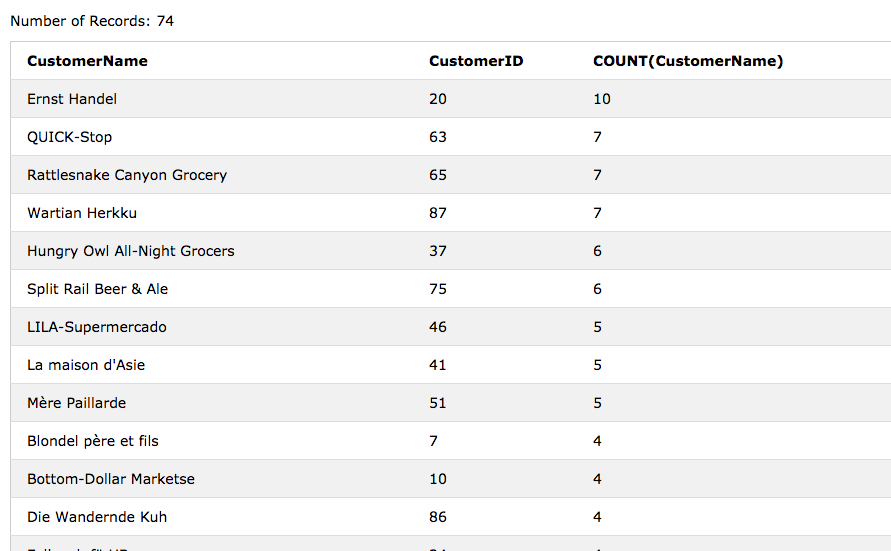 Number of Records: 74
CustomerName CustomerID COUNT(CustomerName)
Ernst Handel 20 10
QUICK-Stop 63 7
Rattlesnake Canyon Grocery 65 7
Wartian Herkku 87 7
Hungry Owl All-Night Grocers 37 6
Split Rail Beer & Ale 75 6
LILA-Supermercado 46 5
La maison d'Asie 41 5
Mère Paillarde 51 5
Blondel père et fils 7 4
Bottom-Dollar Marketse 10 4
Die Wandernde Kuh 86 4